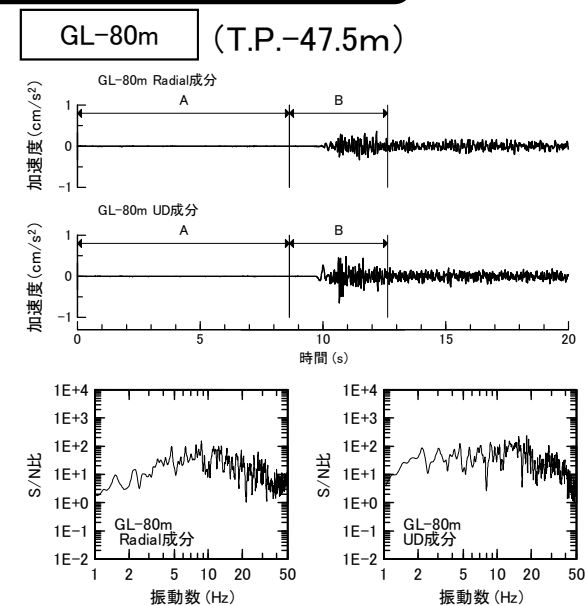 GL-80m (T.P.-47.5m)
GL-80m Radial成分
A B
加速度(cm/s²)
1
0
-1
GL-80m UD成分
A B
加速度(cm/s²)
1
0
-1
0 5 10 15 20
時間(s)
1E+4 1E+4
1E+3 1E+3
1E+2 1E+2
1E+1 1E+1
1E+0 1E+0
1E-1 1E-1
1E-2 1E-2
S/N比 S/N比
GL-80m GL-80m
Radial成分 UD成分
1 2 5 10 20 50 1 2 5 10 20 50
振動数(Hz) 振動数(Hz)